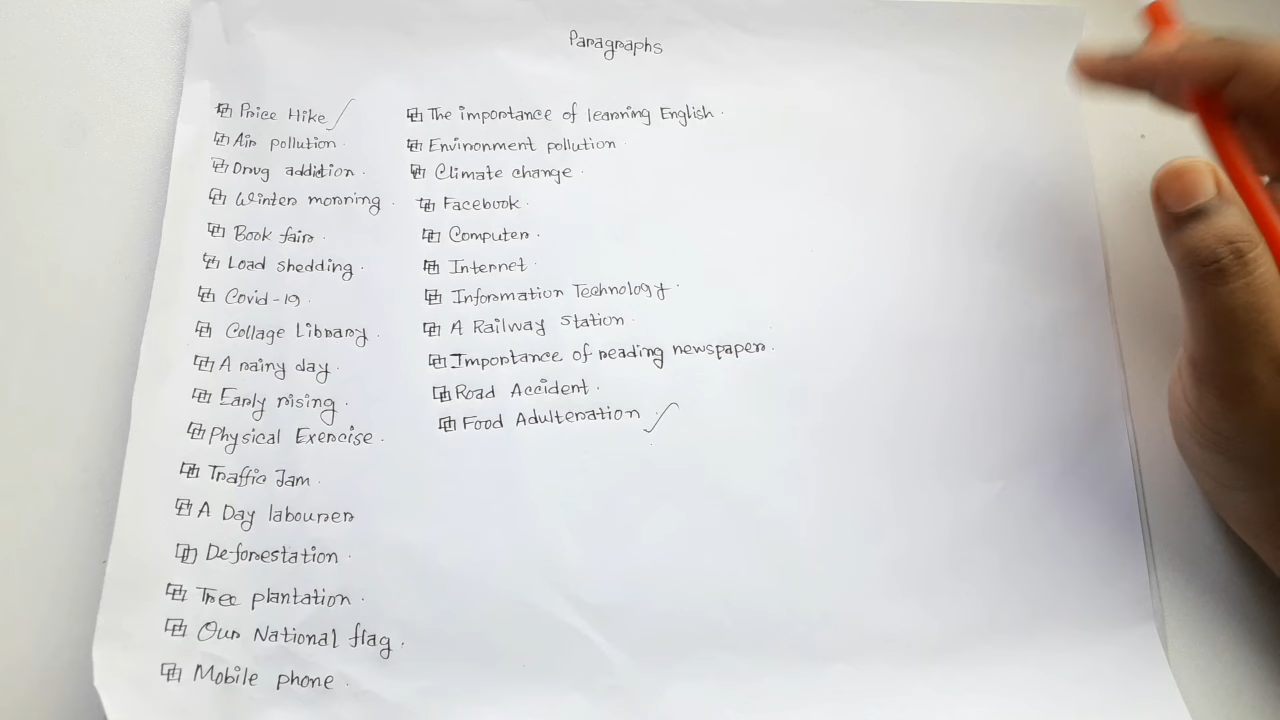 Paragraphs
Price Hike
Air pollution.
Drug addiction.
Winter morning.
Book fair.
Load shedding.
Covid-19.
Collage Library.
A rainy day.
Early rising.
Physical Exercise.
Traffic Jam.
A Day labourer
Deforestation.
Tree plantation.
Our National flag.
Mobile phone.
The importance of learning English.
Environment pollution.
Climate change.
Facebook.
Computer.
Internet.
Information Technology.
A Railway Station.
Importance of reading newspaper.
Road Accident.
Food Adulteration.